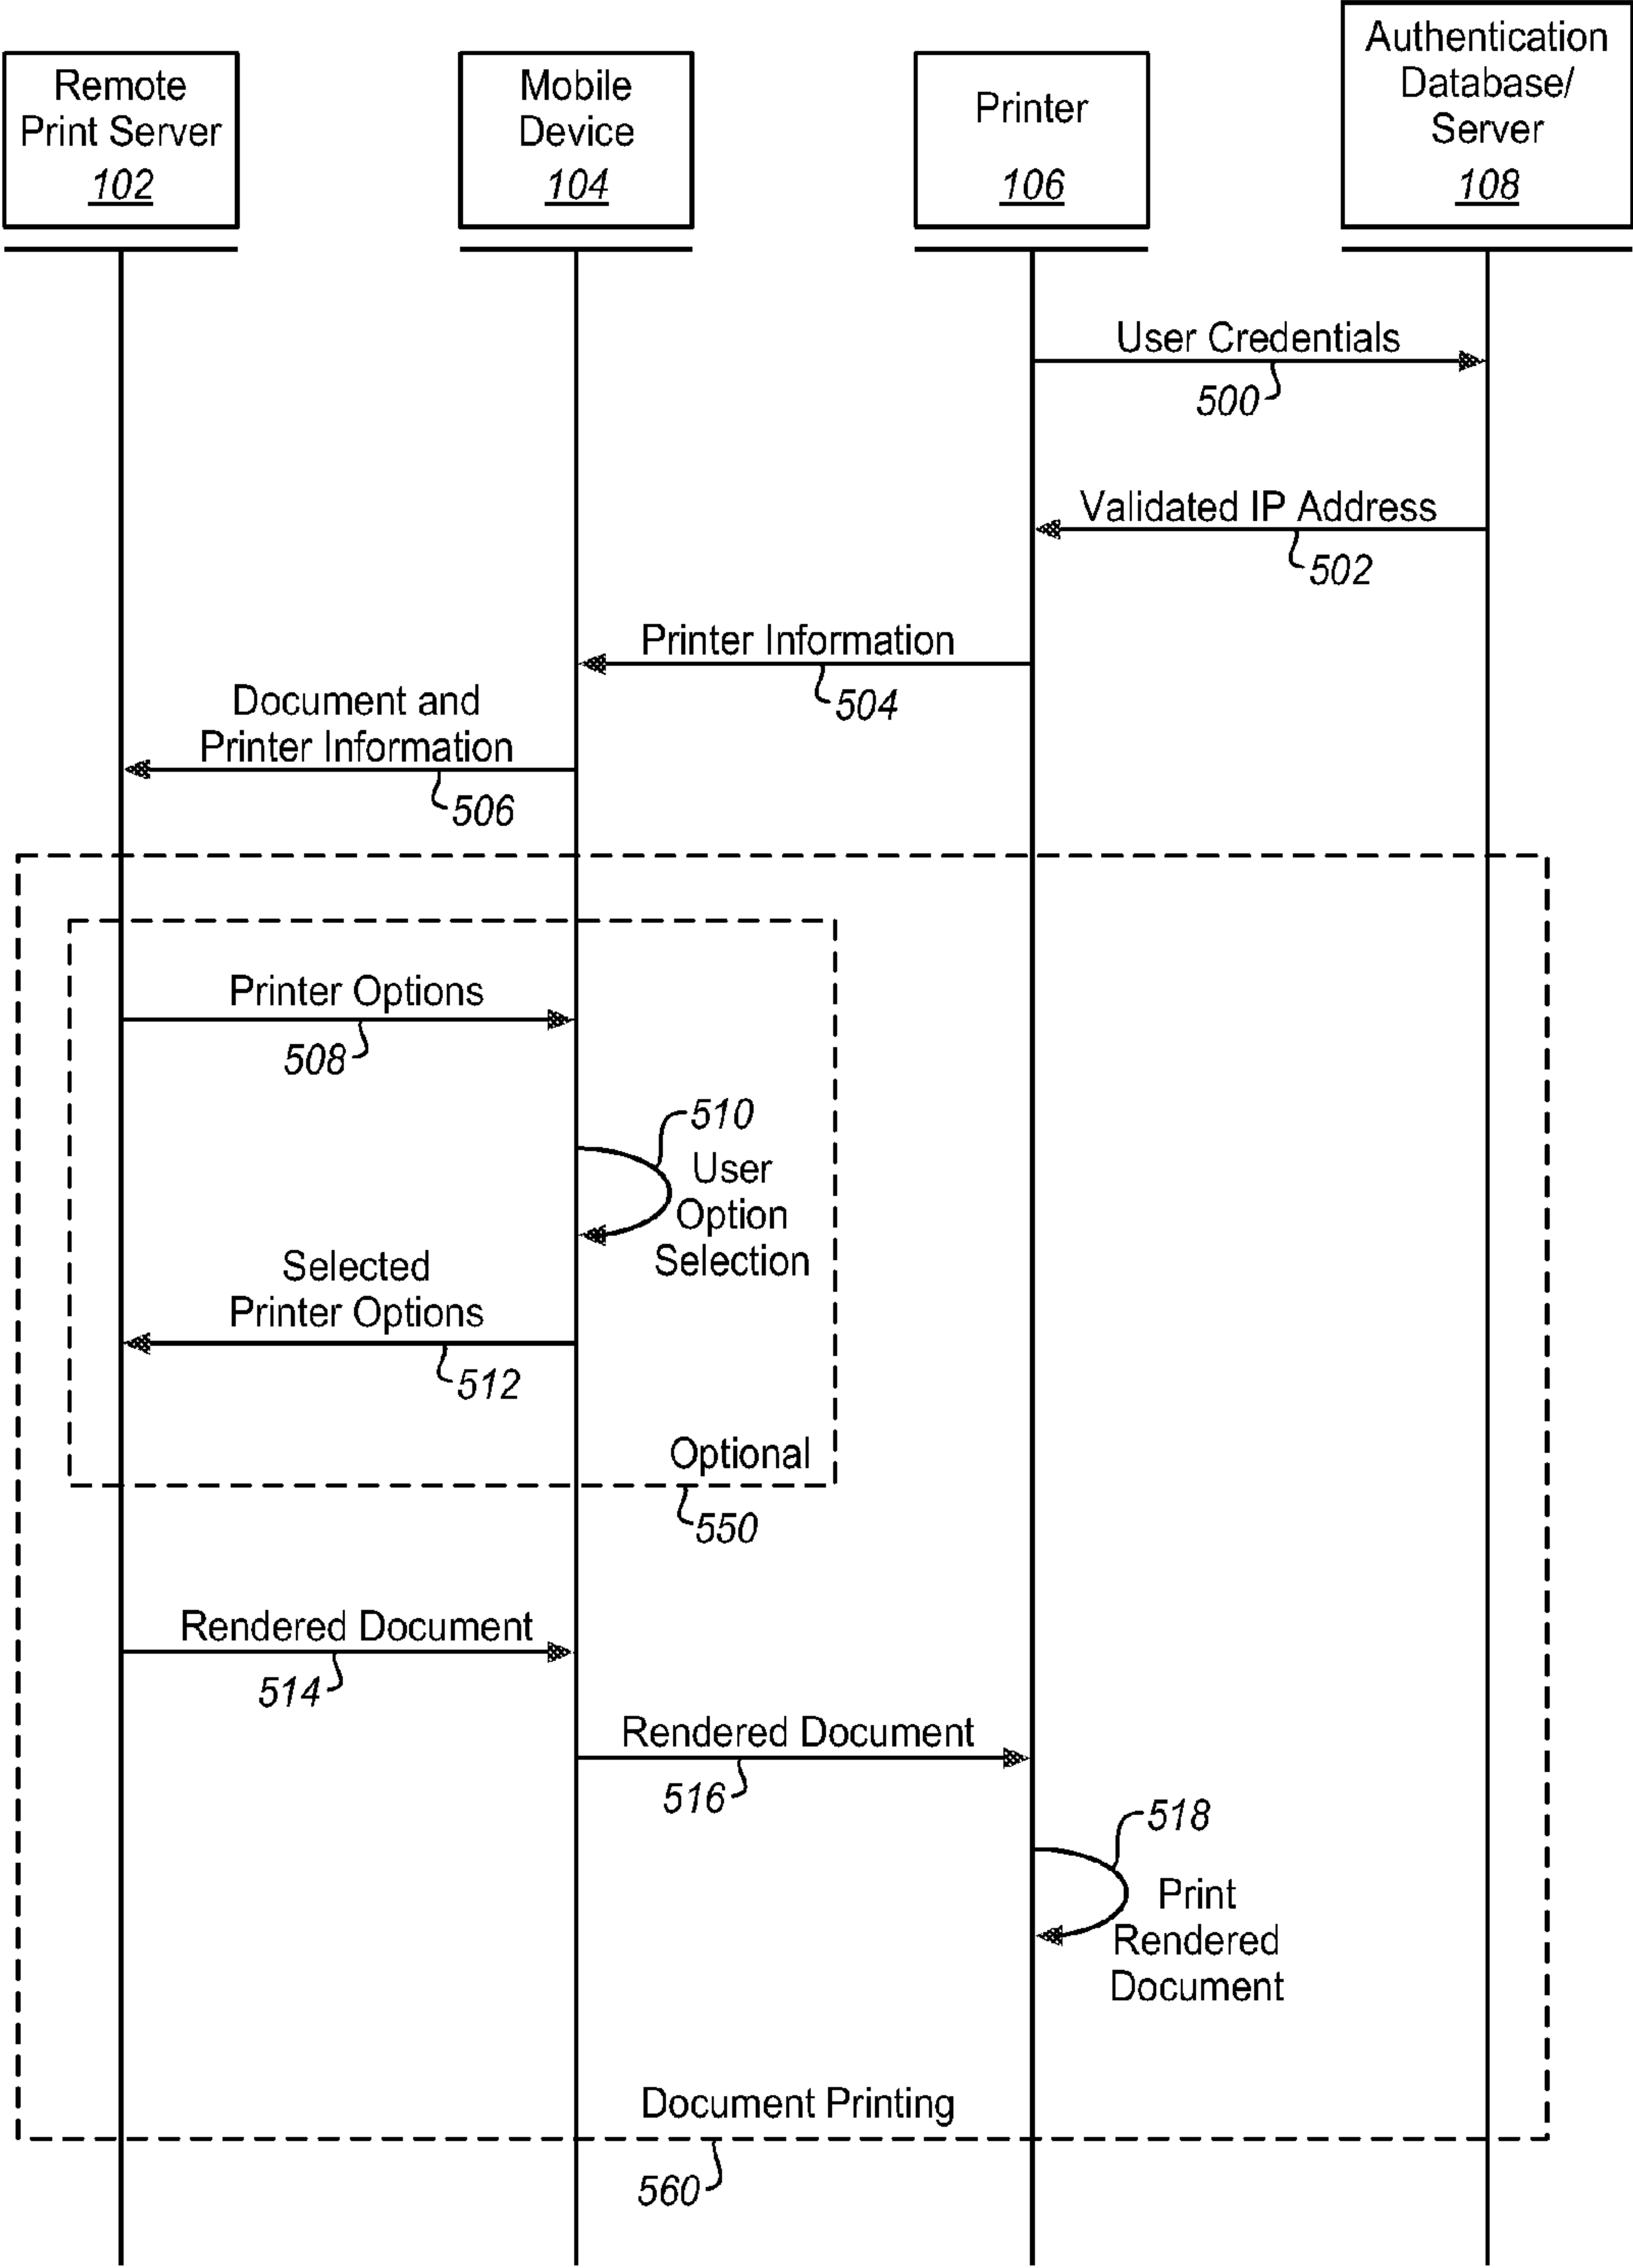 Remote
Print Server
102
Mobile
Device
104
Printer
106
Authentication
Database/
Server
108
User Credentials
500
Validated IP Address
502
Printer Information
504
Document and
Printer Information
506
Printer Options
508
510
User
Option
Selection
Selected
Printer Options
512
Optional
550
Rendered Document
514
Rendered Document
516
518
Print
Rendered
Document
Document Printing
560